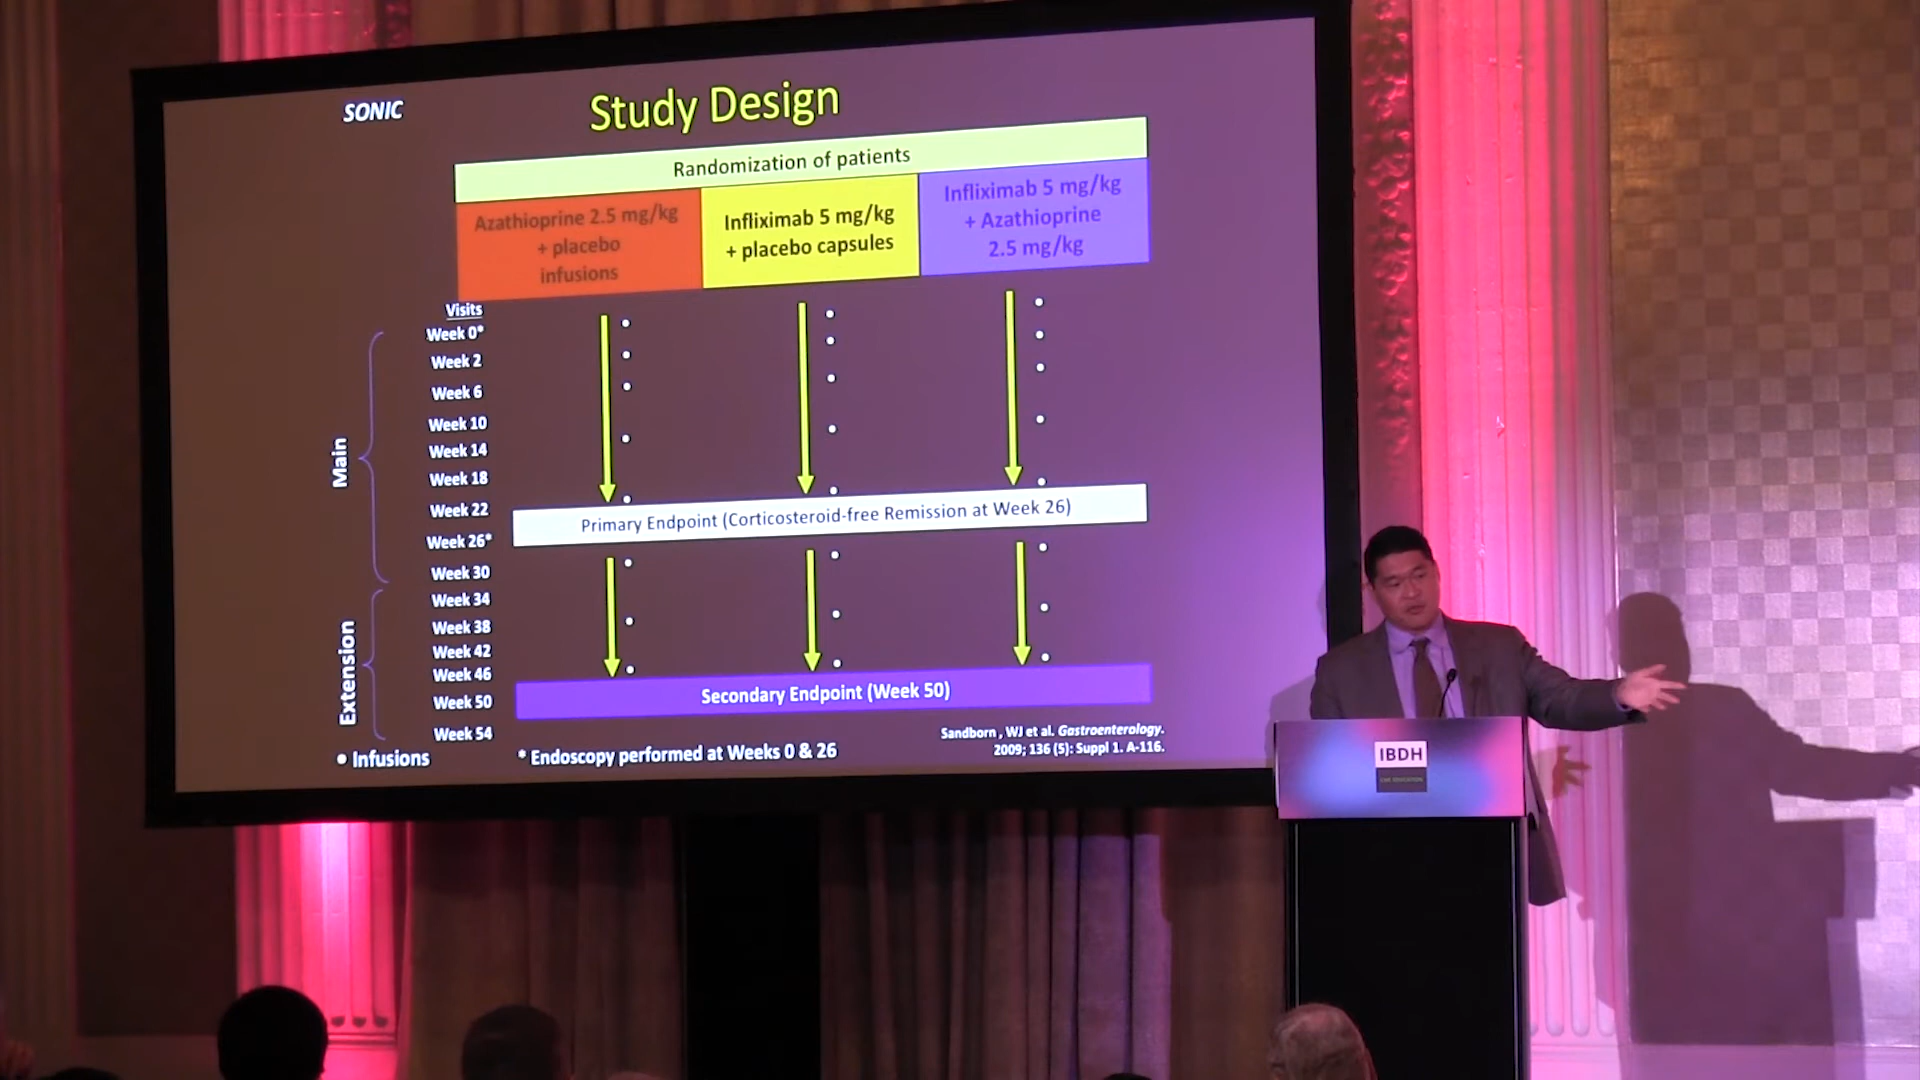 SONIC
Study Design
Randomization of patients
Azathioprine 2.5 mg/kg
+ placebo
infusions
Infliximab 5 mg/kg
+ placebo capsules
Infliximab 5 mg/kg
+ Azathioprine
2.5 mg/kg
Visits
Week 0*
Week 2
Week 6
Week 10
Week 14
Week 18
Week 22
Week 26*
Week 30
Week 34
Week 38
Week 42
Week 46
Week 50
Week 54
Main
Extension
Primary Endpoint (Corticosteroid-free Remission at Week 26)
Secondary Endpoint (Week 50)
• Infusions
* Endoscopy performed at Weeks 0 & 26
Sandborn , WJ et al. Gastroenterology.
2009; 136 (5): Suppl 1. A-116.
IBDH